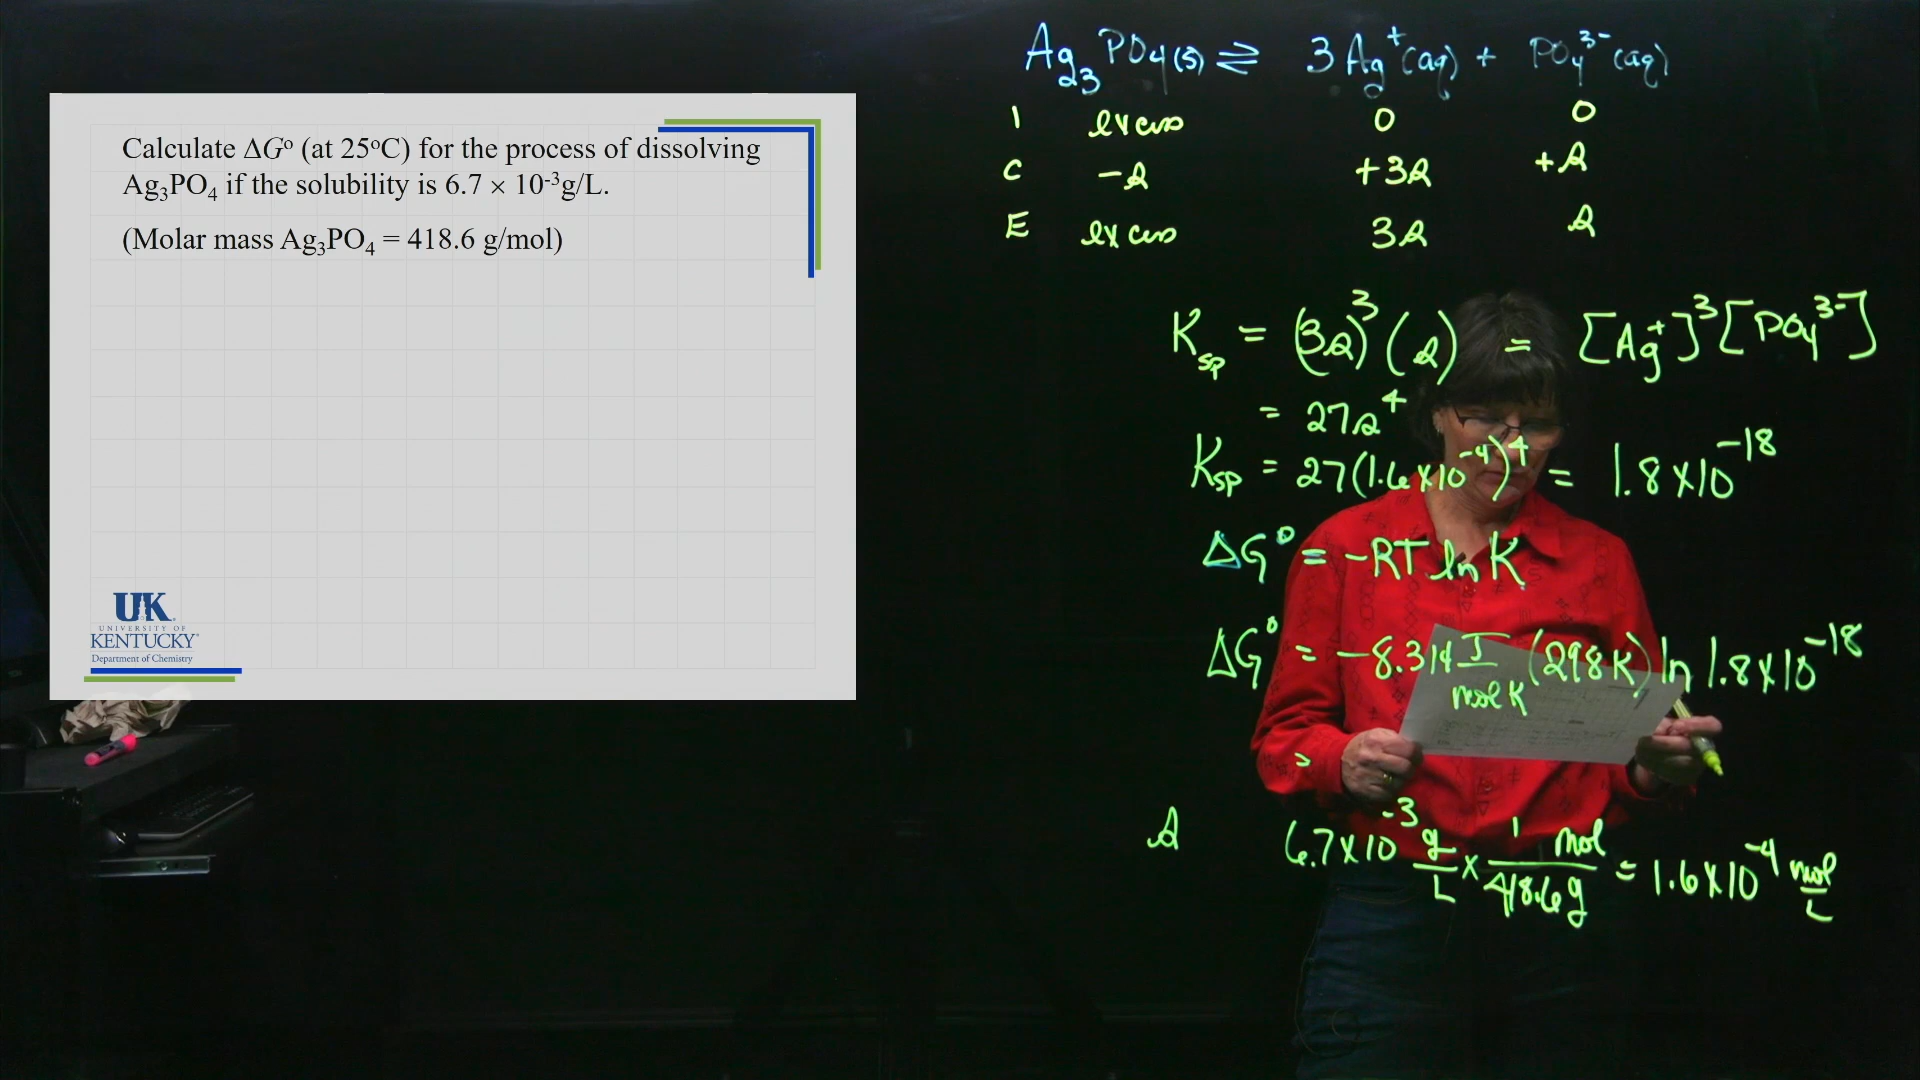 Calculate ΔG° (at 25°C) for the process of dissolving
Ag₃PO₄ if the solubility is 6.7 × 10⁻³g/L.
(Molar mass Ag₃PO₄ = 418.6 g/mol)
UK
UNIVERSITY OF
KENTUCKY
Department of Chemistry
Ag₃PO₄(s) ⇌ 3Ag⁺(aq) + PO₄³⁻(aq)
I excess 0 0
C -s +3s +s
E excess 3s s
Ksp = (3s)³(s) = [Ag⁺]³[PO₄³⁻]
= 27s⁴
Ksp = 27(1.6×10⁻⁴)⁴ = 1.8×10⁻¹⁸
ΔG° = -RT ln K
ΔG° = -8.314 J/mol K (298K) ln 1.8×10⁻¹⁸
=
s 6.7×10⁻³ g/L × 1 mol/418.6g = 1.6×10⁻⁴ mol/L